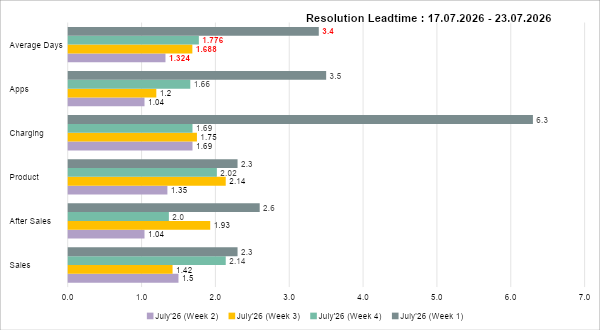 Resolution Leadtime : 17.07.2026 - 23.07.2026
Average Days
3.4
1.776
1.688
1.324
Apps
3.5
1.66
1.2
1.04
Charging
6.3
1.69
1.75
1.69
Product
2.3
2.02
2.14
1.35
After Sales
2.6
2.0
1.93
1.04
Sales
2.3
2.14
1.42
1.5
0.0 1.0 2.0 3.0 4.0 5.0 6.0 7.0
July'26 (Week 2) July'26 (Week 3) July'26 (Week 4) July'26 (Week 1)